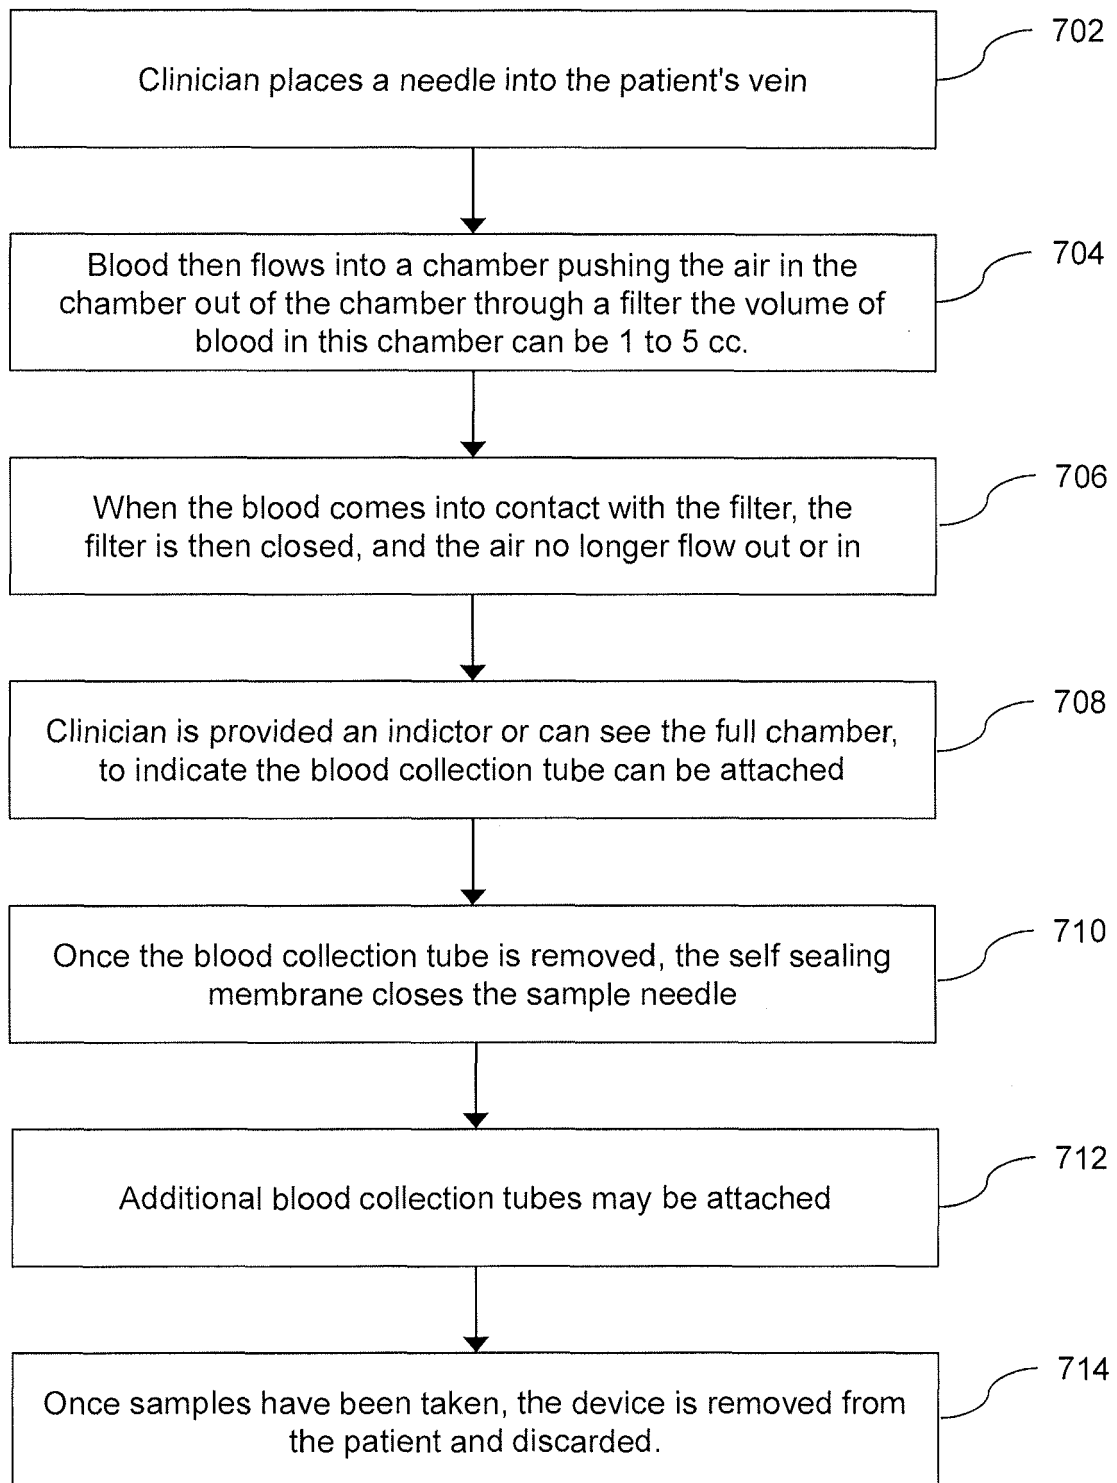 702
Clinician places a needle into the patient's vein
704
Blood then flows into a chamber pushing the air in the
chamber out of the chamber through a filter the volume of
blood in this chamber can be 1 to 5 cc.
706
When the blood comes into contact with the filter, the
filter is then closed, and the air no longer flow out or in
708
Clinician is provided an indictor or can see the full chamber,
to indicate the blood collection tube can be attached
710
Once the blood collection tube is removed, the self sealing
membrane closes the sample needle
712
Additional blood collection tubes may be attached
714
Once samples have been taken, the device is removed from
the patient and discarded.